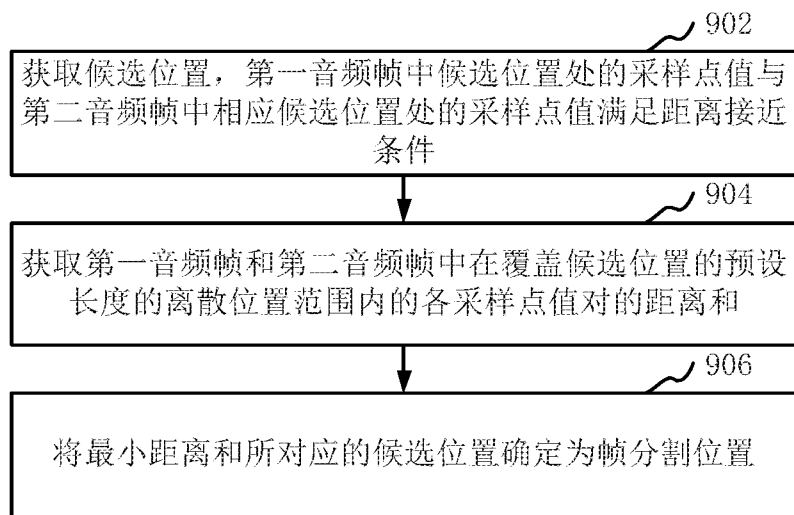 902
获取候选位置，第一音频帧中候选位置处的采样点值与
第二音频帧中相应候选位置处的采样点值满足距离接近
条件
904
获取第一音频帧和第二音频帧中在覆盖候选位置的预设
长度的离散位置范围内的各采样点值对的距离和
906
将最小距离和所对应的候选位置确定为帧分割位置